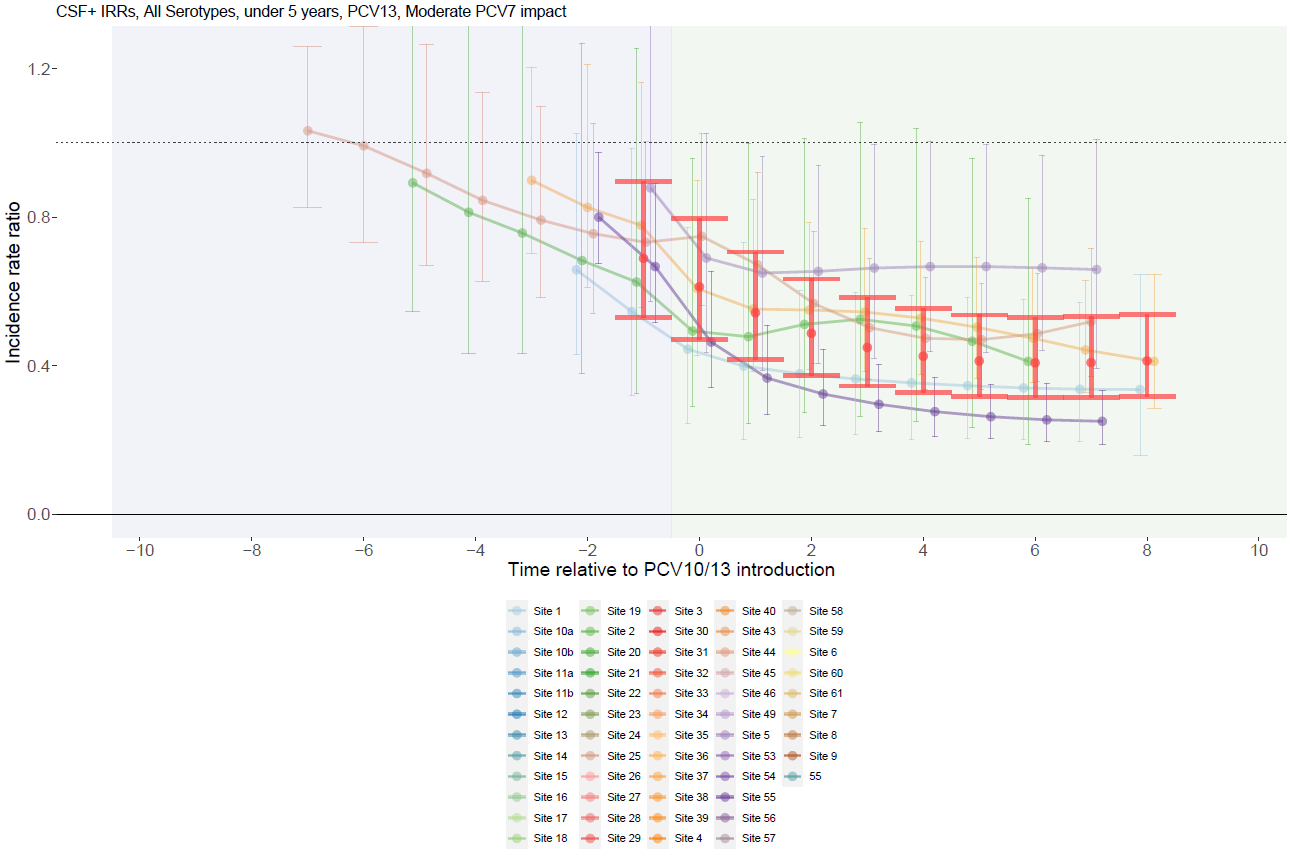 CSF+ IRRs, All Serotypes, under 5 years, PCV13, Moderate PCV7 impact
Incidence rate ratio
1.2
0.8
0.4
0.0
−10 −8 −6 −4 −2 0 2 4 6 8 10
Time relative to PCV10/13 introduction
Site 1 Site 19 Site 3 Site 40 Site 58
Site 10a Site 2 Site 30 Site 43 Site 59
Site 10b Site 20 Site 31 Site 44 Site 6
Site 11a Site 21 Site 32 Site 45 Site 60
Site 11b Site 22 Site 33 Site 46 Site 61
Site 12 Site 23 Site 34 Site 49 Site 7
Site 13 Site 24 Site 35 Site 5 Site 8
Site 14 Site 25 Site 36 Site 53 Site 9
Site 15 Site 26 Site 37 Site 54 55
Site 16 Site 27 Site 38 Site 55
Site 17 Site 28 Site 39 Site 56
Site 18 Site 29 Site 4 Site 57